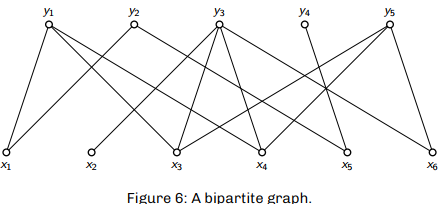 y1 y2 y3 y4 y5
x1 x2 x3 x4 x5 x6
Figure 6: A bipartite graph.